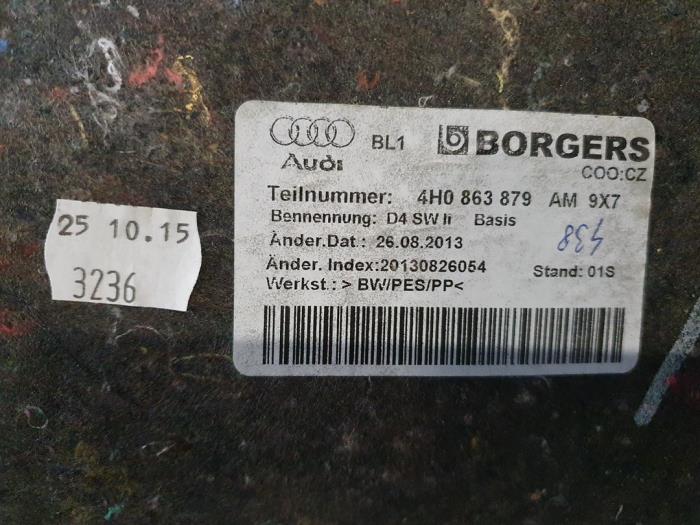 25 10.15
3236
Audi
BL1
BORGERS
COO:CZ
Teilnummer: 4H0 863 879 AM 9X7
Bennennung: D4 SW li Basis
Änder.Dat.: 26.08.2013
438
Änder. Index:20130826054 Stand: 01S
Werkst.: > BW/PES/PP<